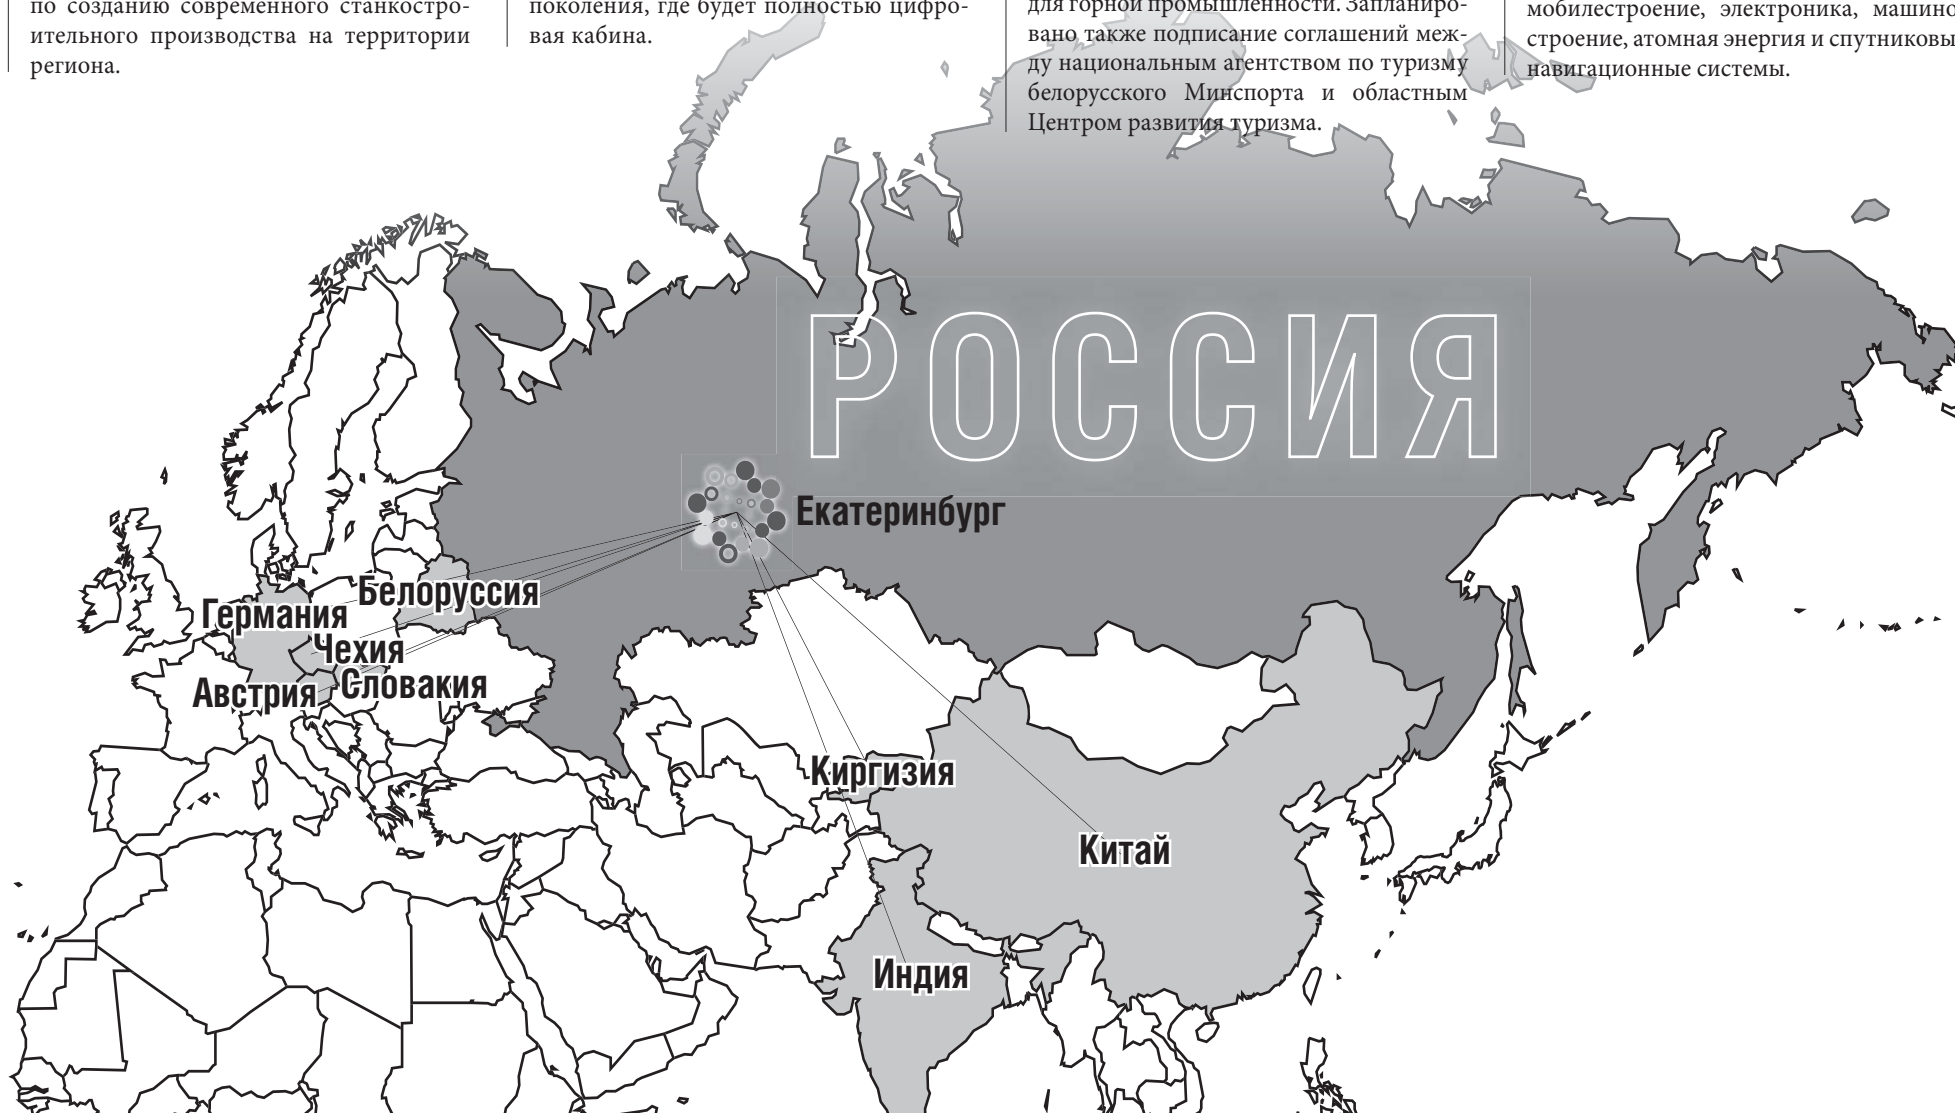 по созданию современного станкостро-
ительного производства на территории
региона.
поколения, где будет полностью цифро-
вая кабина.
для горной промышленности. Запланиро-
вано также подписание соглашений меж-
ду национальным агентством по туризму
белорусского Минспорта и областным
Центром развития туризма.
мобилестроение, электроника, машино
строение, атомная энергия и спутниковы
навигационные системы.
РОССИЯ
Екатеринбург
Белоруссия
Германия
Чехия
Словакия
Австрия
Киргизия
Китай
Индия